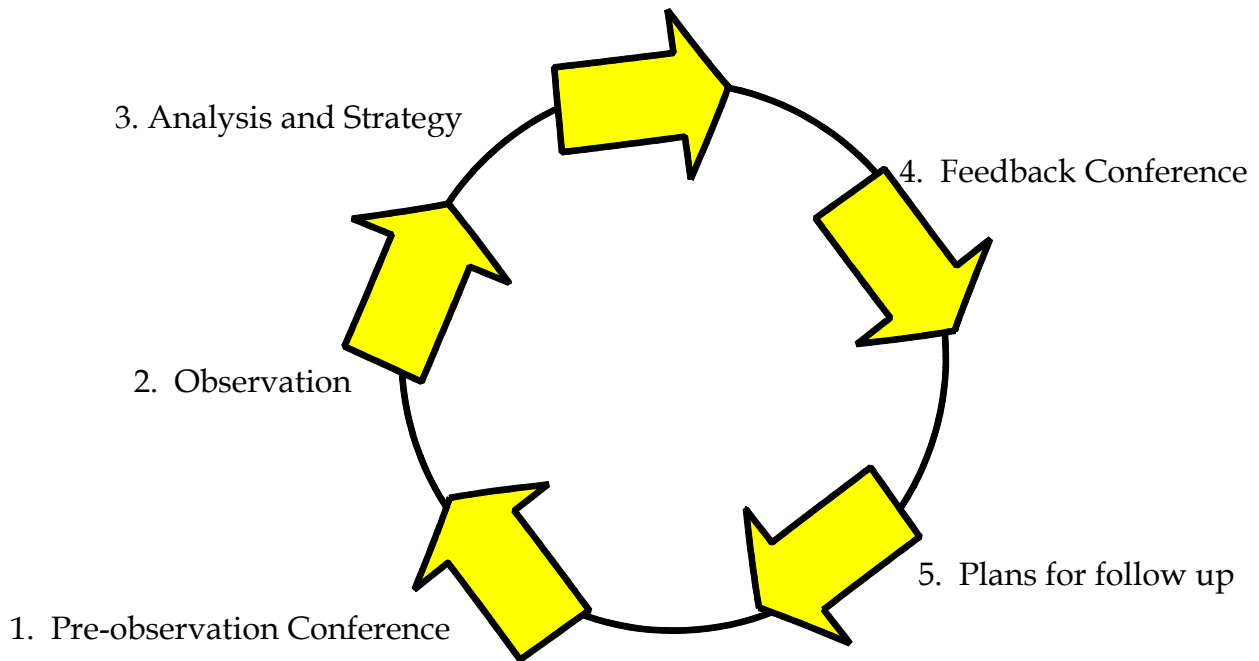 3. Analysis and Strategy
4. Feedback Conference
2. Observation
5. Plans for follow up
1. Pre-observation Conference